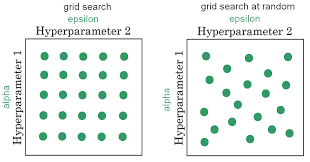 grid search
epsilon
Hyperparameter 2
alpha
Hyperparameter 1
grid search at random
epsilon
Hyperparameter 2
alpha
Hyperparameter 1